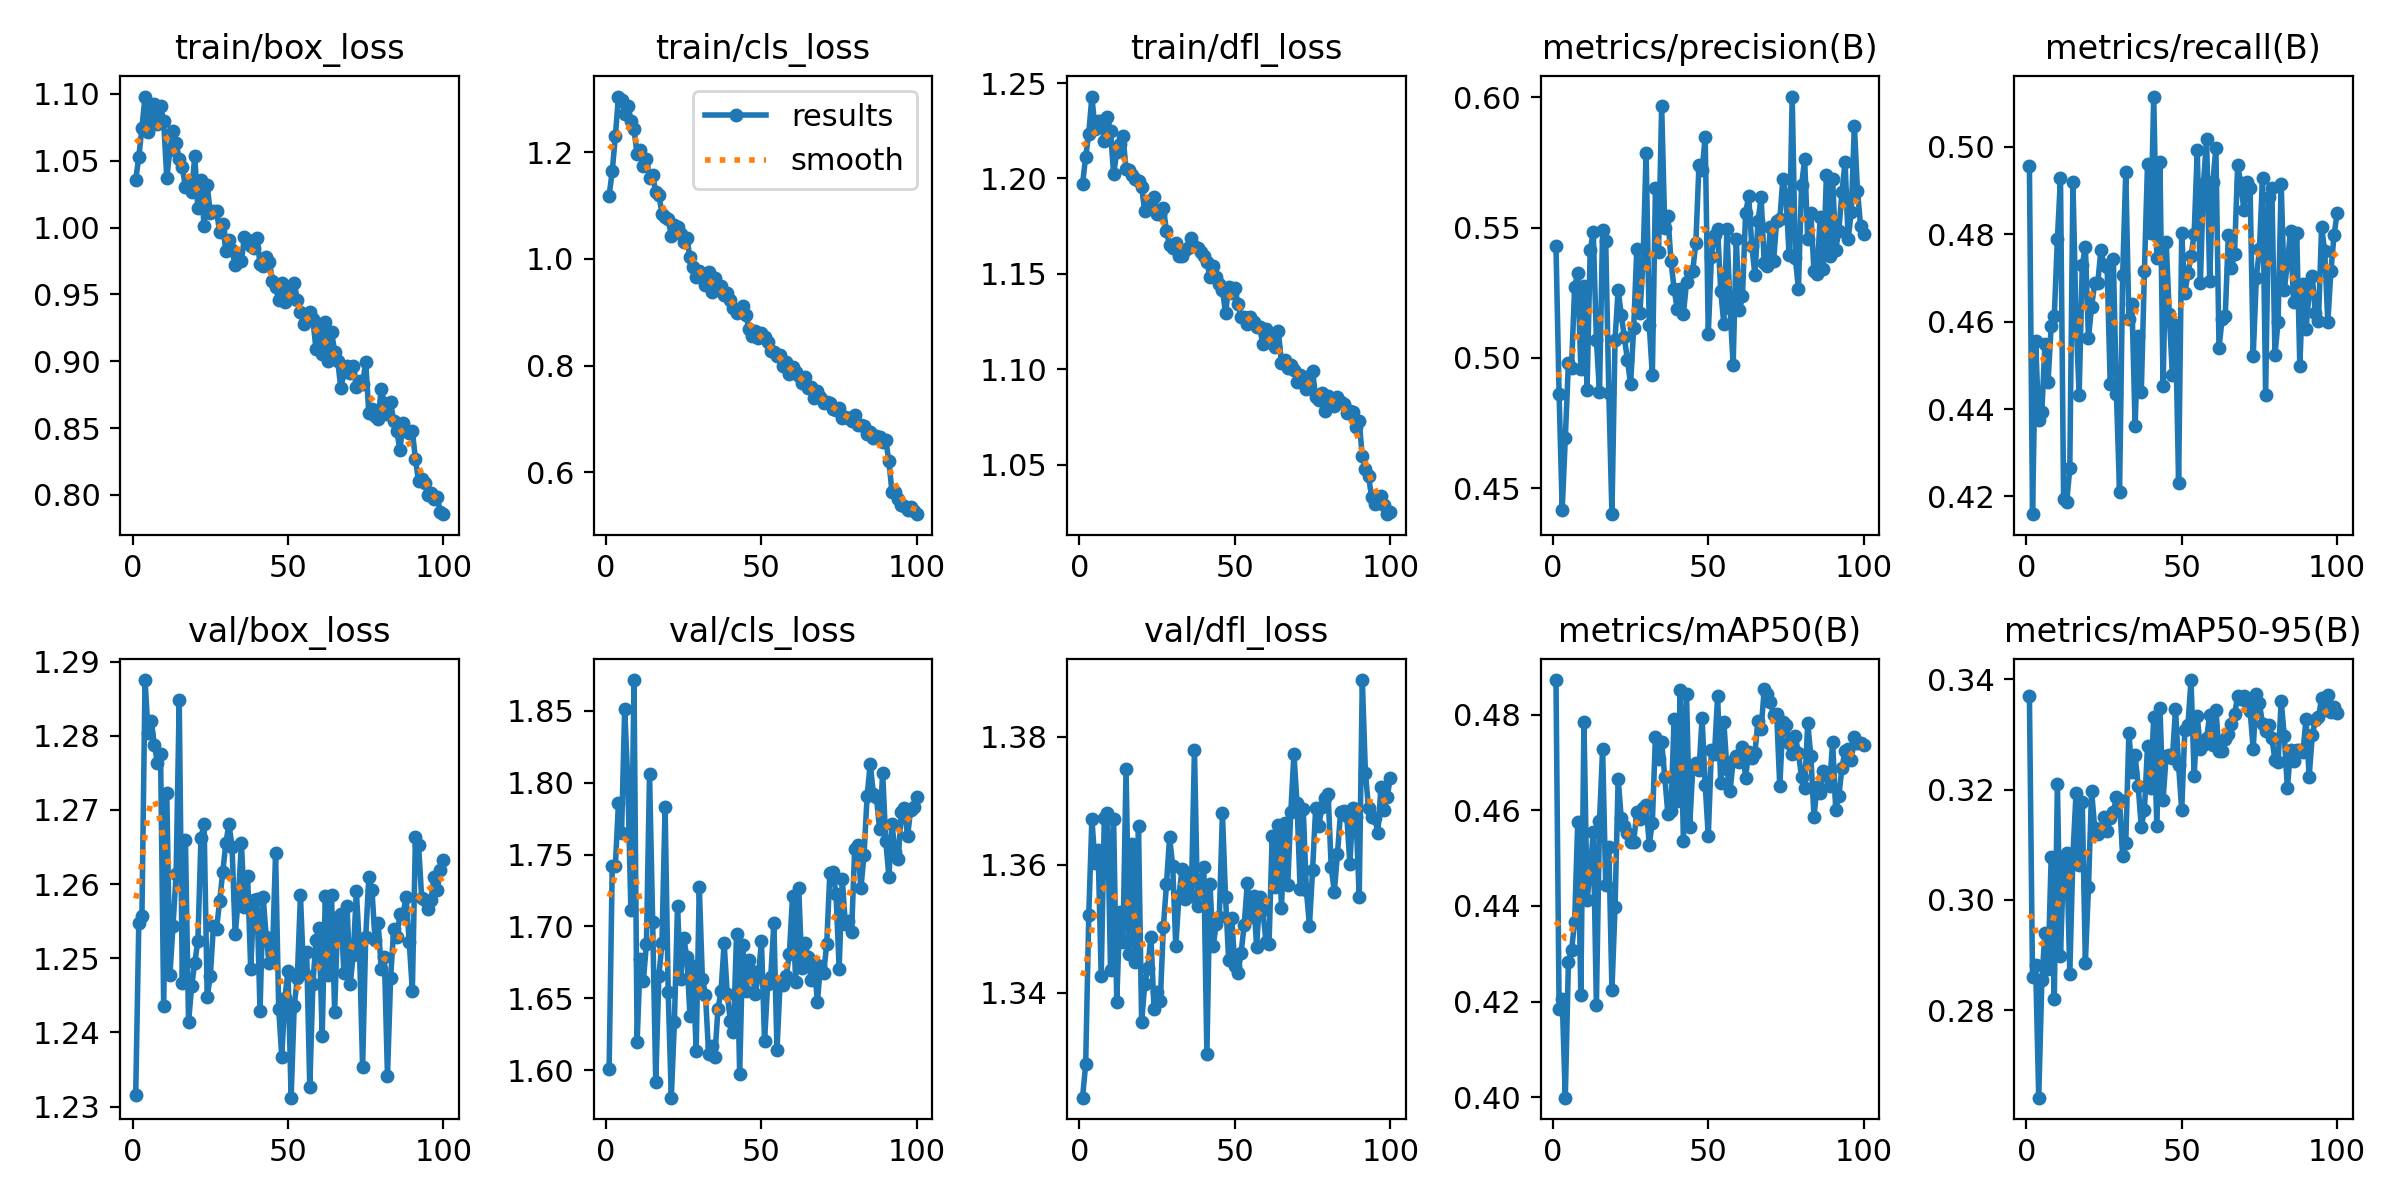 train/box_loss
1.10
1.05
1.00
0.95
0.90
0.85
0.80
0 50 100
train/cls_loss
results
smooth
1.2
1.0
0.8
0.6
0 50 100
train/dfl_loss
1.25
1.20
1.15
1.10
1.05
0 50 100
metrics/precision(B)
0.60
0.55
0.50
0.45
0 50 100
metrics/recall(B)
0.50
0.48
0.46
0.44
0.42
0 50 100
val/box_loss
1.29
1.28
1.27
1.26
1.25
1.24
1.23
0 50 100
val/cls_loss
1.85
1.80
1.75
1.70
1.65
1.60
0 50 100
val/dfl_loss
1.38
1.36
1.34
0 50 100
metrics/mAP50(B)
0.48
0.46
0.44
0.42
0.40
0 50 100
metrics/mAP50-95(B)
0.34
0.32
0.30
0.28
0 50 100